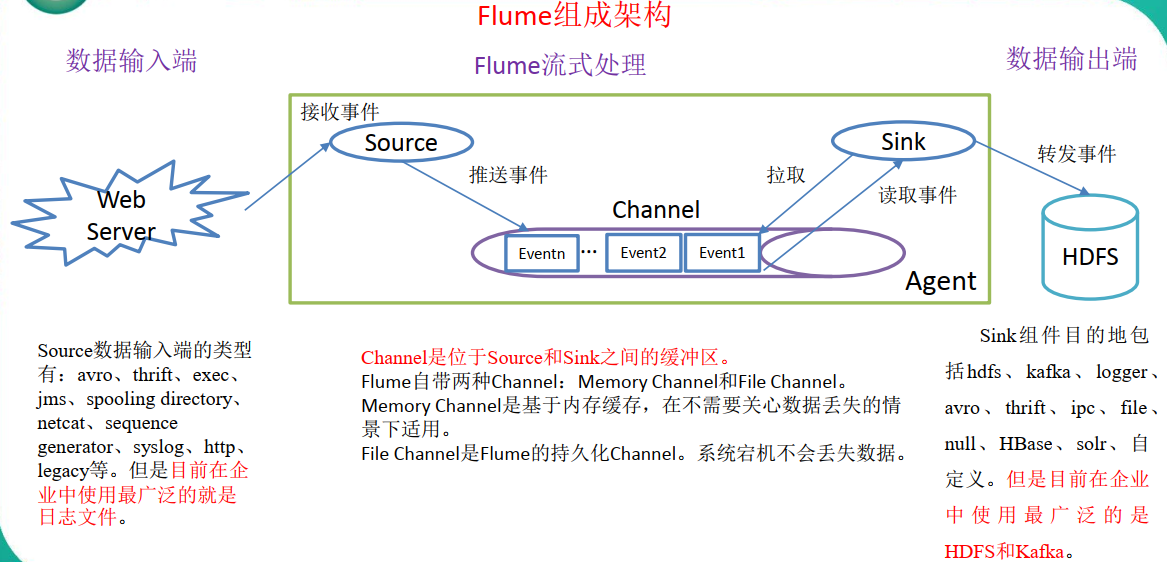 Flume组成架构
数据输入端
Flume流式处理
数据输出端
接收事件
Source
Sink
推送事件
拉取
读取事件
转发事件
Web
Server
Channel
Eventn
...
Event2
Event1
Agent
HDFS
Source数据输入端的类型
有：avro、thrift、exec、
jms、spooling directory、
netcat、sequence
generator、syslog、http、
legacy等。但是目前在企
业中使用最广泛的就是
日志文件。
Channel是位于Source和Sink之间的缓冲区。
Flume自带两种Channel：Memory Channel和File Channel。
Memory Channel是基于内存缓存，在不需要关心数据丢失的情
景下适用。
File Channel是Flume的持久化Channel。系统宕机不会丢失数据。
Sink组件目的地包
括hdfs、kafka、logger、
avro、thrift、ipc、file、
null、HBase、solr、自
定义。但是目前在企业
中使用最广泛的是
HDFS和Kafka。